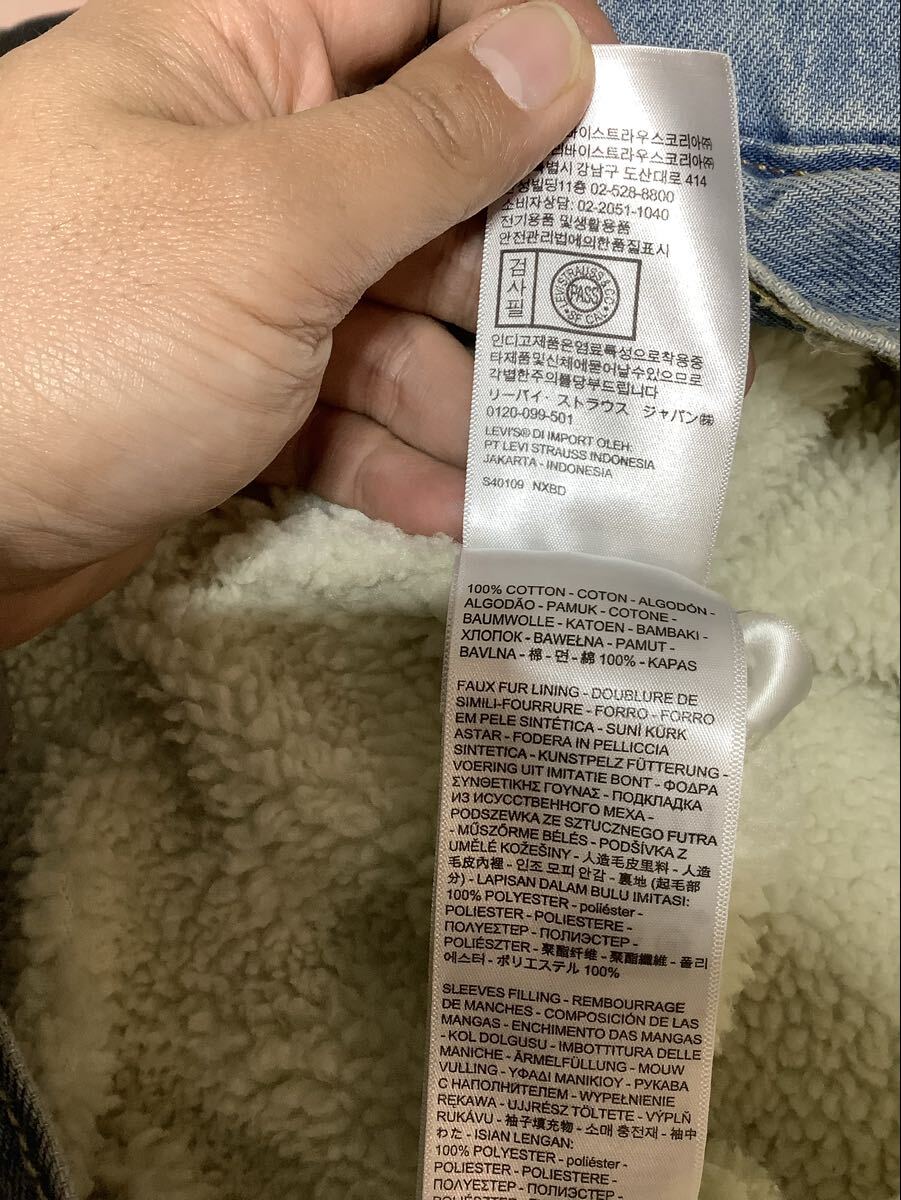 바이스트라우스코리아㈜
리바이스트라우스코리아㈜
특별시 강남구 도산대로 414
빌딩11층 02-528-8800
소비자상담: 02-2051-1040
전기용품 및생활용품
안전관리법에의한품질표시
검사필
LEVI STRAUSS & CO
PASS
S.F. CAL
인디고제품은염료특성으로착용중
타제품및신체에묻어날수있으므로
각별한주의를당부드립니다
リーバイ・ストラウス ジャパン㈱
0120-099-501
LEVI'S® DI IMPORT OLEH:
PT LEVI STRAUSS INDONESIA
JAKARTA - INDONESIA
S40109 NXBD
100% COTTON - COTON - ALGODÓN -
ALGODÃO - PAMUK - COTONE -
BAUMWOLLE - KATOEN - BAMBAKI -
ХЛОПОК - BAWEŁNA - PAMUT -
BAVLNA - 棉 - 면 - 綿 100% - KAPAS
FAUX FUR LINING - DOUBLURE DE
SIMILI-FOURRURE - FORRO - FORRO
EM PELE SINTÉTICA - SUNİ KÜRK
ASTAR - FODERA IN PELLICCIA
SINTETICA - KUNSTPELZ FÜTTERUNG -
VOERING UIT IMITATIE BONT - ΦΟΔΡΑ
ΣΥΝΘΕΤΙΚΗΣ ΓΟΥΝΑΣ - ПОДКЛАДКА
ИЗ ИСУССТВЕННОГО МЕХА -
PODSZEWKA ZE SZTUCZNEGO FUTRA
- MŰSZŐRME BÉLÉS - PODŠÍVKA Z
UMĚLÉ KOŽEŠINY - 人造毛皮里料 - 人造
毛皮內裡 - 인조 모피 안감 - 裏地 (起毛部
分) - LAPISAN DALAM BULU IMITASI:
100% POLYESTER - poliéster -
POLIESTER - POLIESTERE -
ΠΟΛΥΕΣΤΕΡ - ПОЛИЭСТЕР -
POLIÉSZTER - 聚酯纤维 - 聚酯纖維 - 폴리
에스터 - ポリエステル 100%
SLEEVES FILLING - REMBOURRAGE
DE MANCHES - COMPOSICIÓN DE LAS
MANGAS - ENCHIMENTO DAS MANGAS
- KOL DOLGUSU - IMBOTTITURA DELLE
MANICHE - ÄRMELFÜLLUNG - MOUW
VULLING - ΥΦΑΔΙ ΜΑΝΙΚΙΟΥ - РУКАВА
С НАПОЛНИТЕЛЕМ - WYPEŁNIENIE
RĘKAWA - UJJRÉSZ TÖLTETE - VÝPLŇ
RUKÁVU - 袖子填充物 - 소매 충전재 - 袖中
わた - ISIAN LENGAN:
100% POLYESTER - poliéster -
POLIESTER - POLIESTERE -
ΠΟΛΥΕΣΤΕΡ - ПОЛИЭСТЕР -